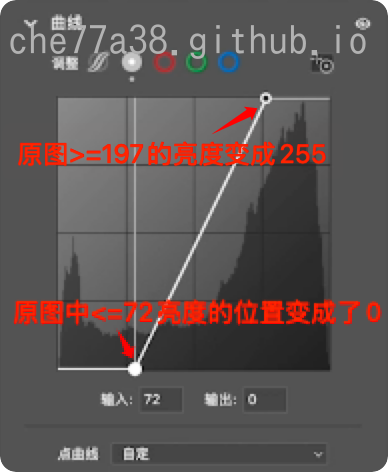 曲线
che77a38.github.io
调整
原图>=197的亮度变成255
原图中<=72亮度的位置变成了0
输入: 72 输出: 0
点曲线 自定